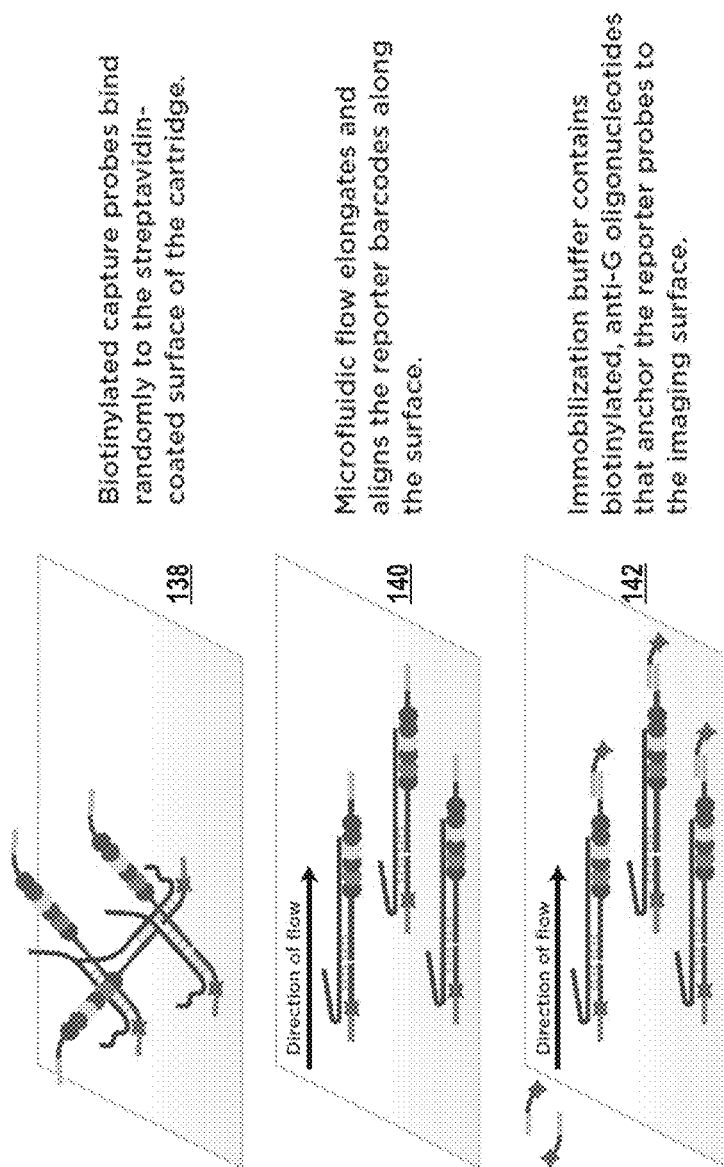 138
Biotinylated capture probes bind
randomly to the streptavidin-
coated surface of the cartridge.
Direction of flow
140
Microfluidic flow elongates and
aligns the reporter barcodes along
the surface.
Direction of flow
142
Immobilization buffer contains
biotinylated, anti-G oligonucleotides
that anchor the reporter probes to
the imaging surface.